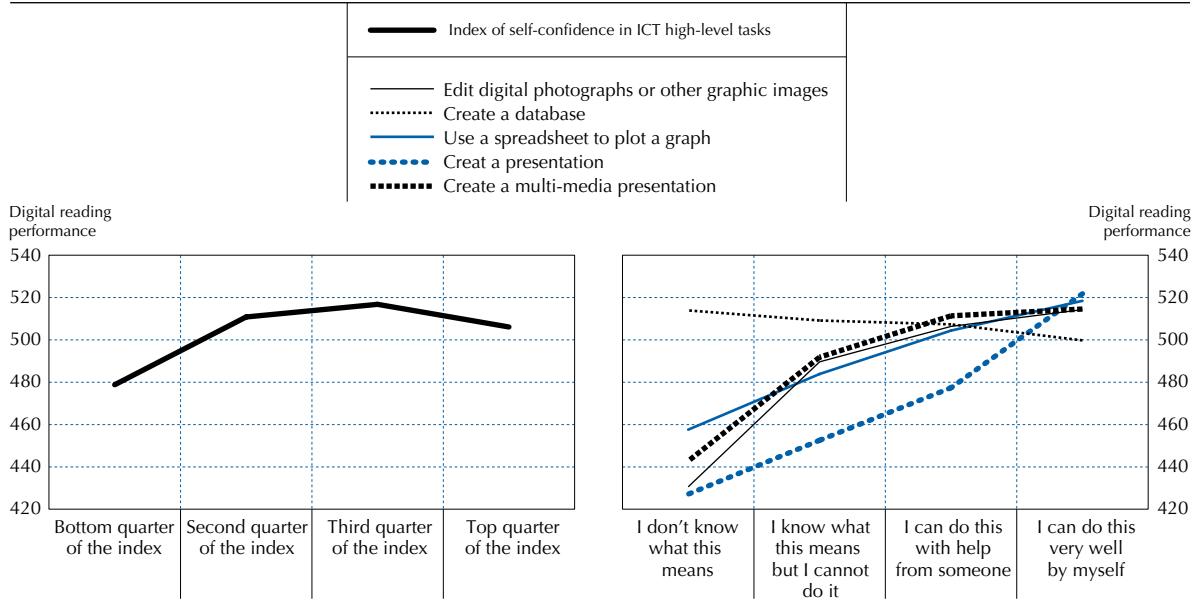 Index of self-confidence in ICT high-level tasks
Edit digital photographs or other graphic images
Create a database
Use a spreadsheet to plot a graph
Creat a presentation
Create a multi-media presentation
Digital reading
performance
540
520
500
480
460
440
420
Bottom quarter
of the index
Second quarter
of the index
Third quarter
of the index
Top quarter
of the index
Digital reading
performance
540
520
500
480
460
440
420
I don't know
what this
means
I know what
this means
but I cannot
do it
I can do this
with help
from someone
I can do this
very well
by myself